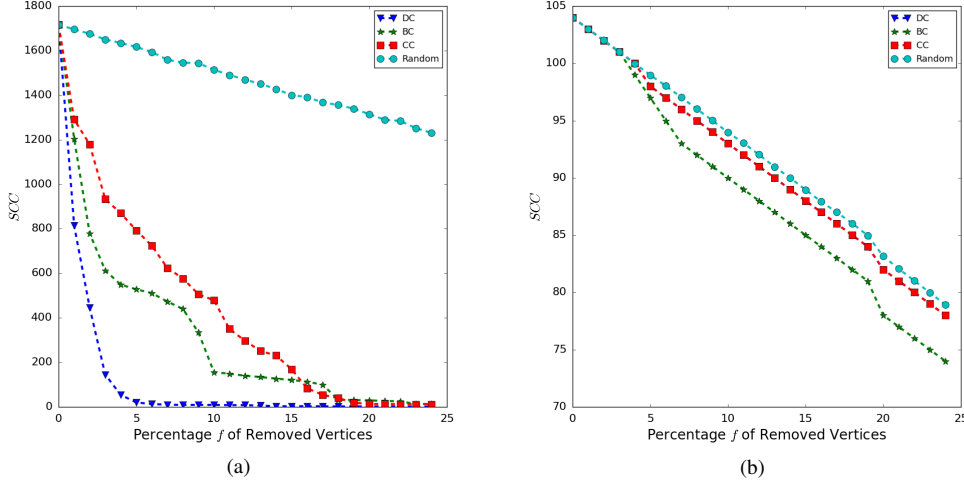 1800
1600
1400
1200
1000
800
600
400
200
0
SCC
0 5 10 15 20 25
Percentage f of Removed Vertices
DC
BC
CC
Random
(a)
105
100
95
90
85
80
75
70
SCC
0 5 10 15 20 25
Percentage f of Removed Vertices
DC
BC
CC
Random
(b)